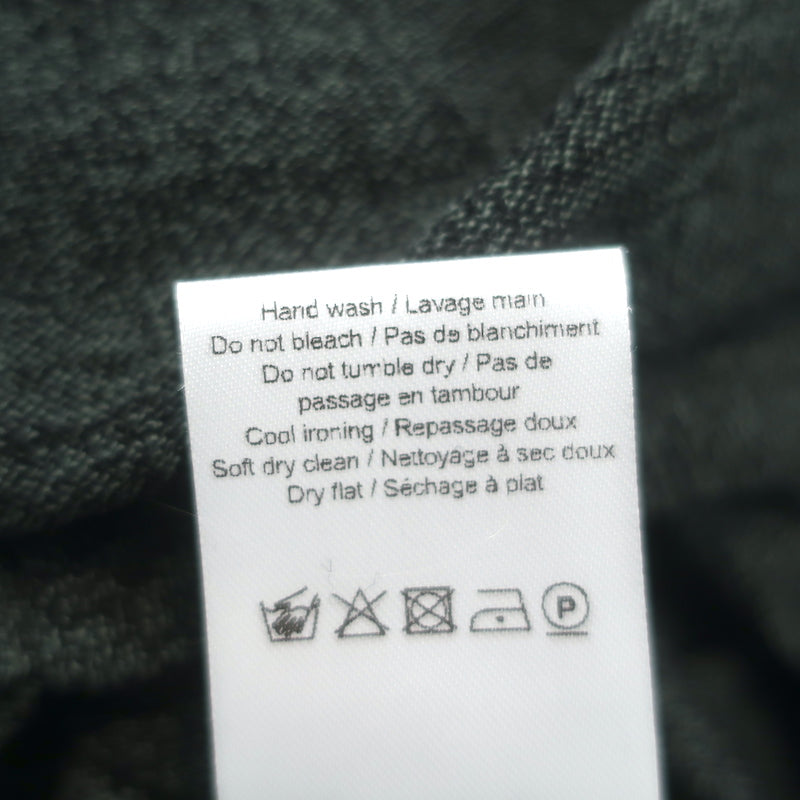 Hand wash / Lavage main
Do not bleach / Pas de blanchiment
Do not tumble dry / Pas de
passage en tambour
Cool ironing / Repassage doux
Soft dry clean / Nettoyage à sec doux
Dry flat / Séchage à plat
P